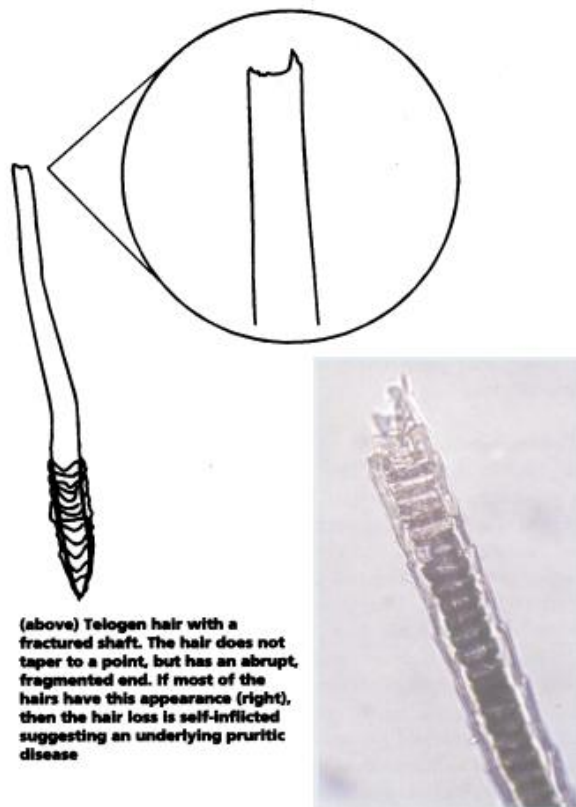 (above) Telogen hair with a
fractured shaft. The hair does not
taper to a point, but has an abrupt,
fragmented end. If most of the
hairs have this appearance (right),
then the hair loss is self-inflicted
suggesting an underlying pruritic
disease